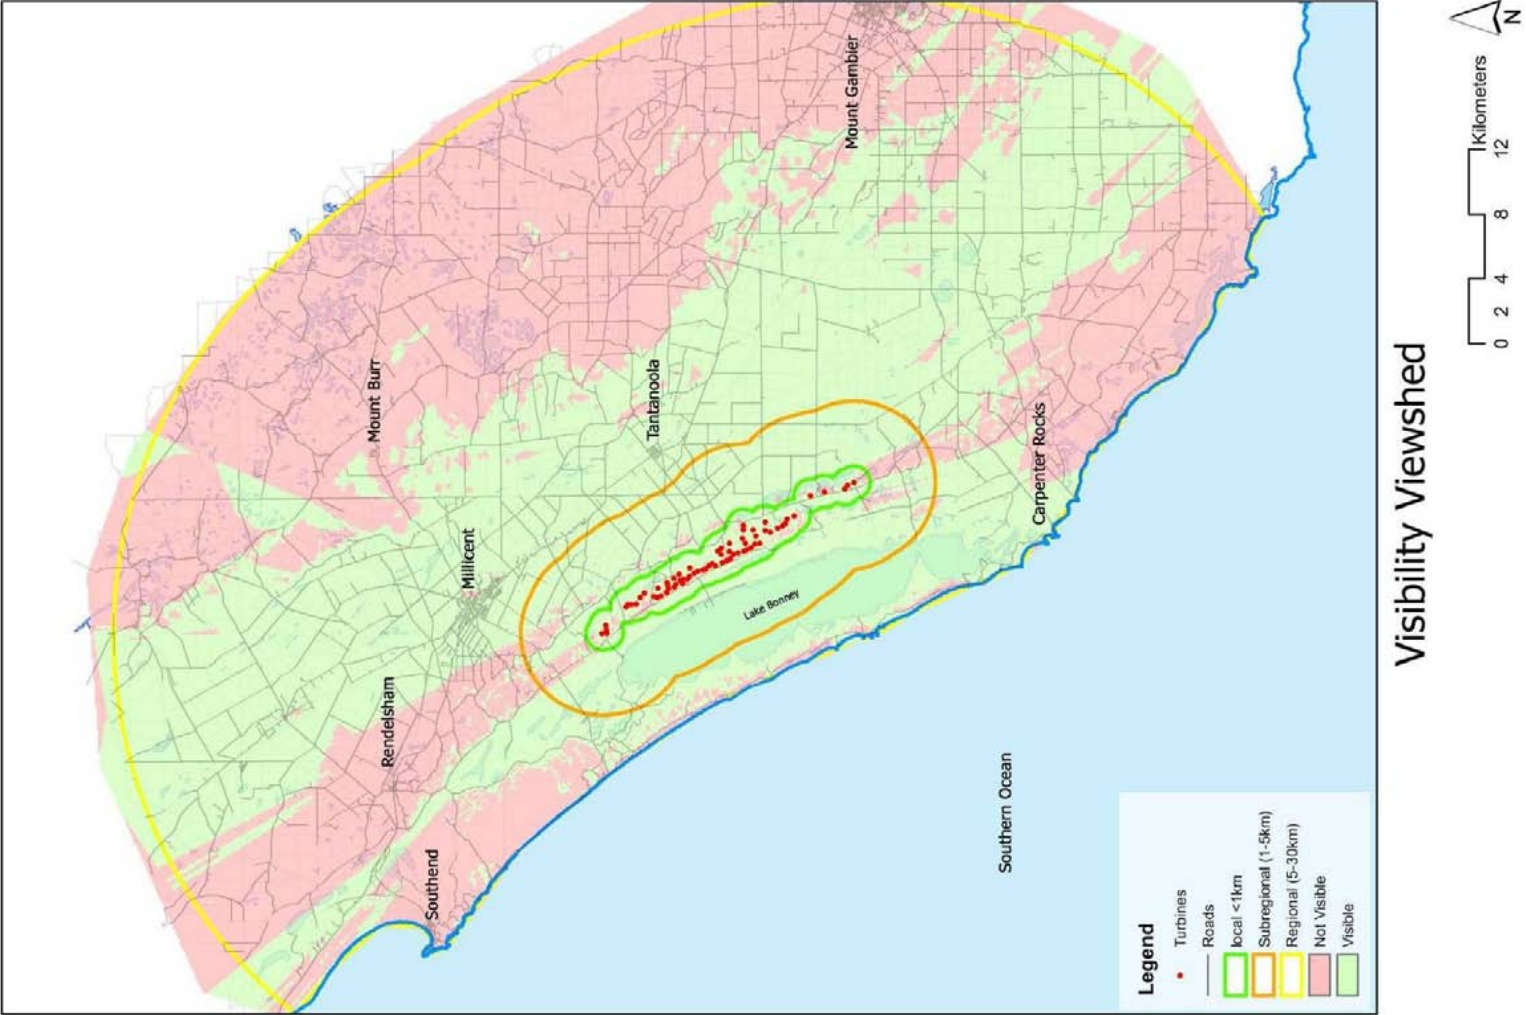 Mount Burr
Mount Gambier
Tantanoola
Millicent
Rendelsham
Southend
Lake Bonney
Carpenter Rocks
Southern Ocean
Legend
Turbines
Roads
local <1km
Subregional (1-5km)
Regional (5-30km)
Not Visible
Visible
Visibility Viewshed
0 2 4 8 12
Kilometers
N